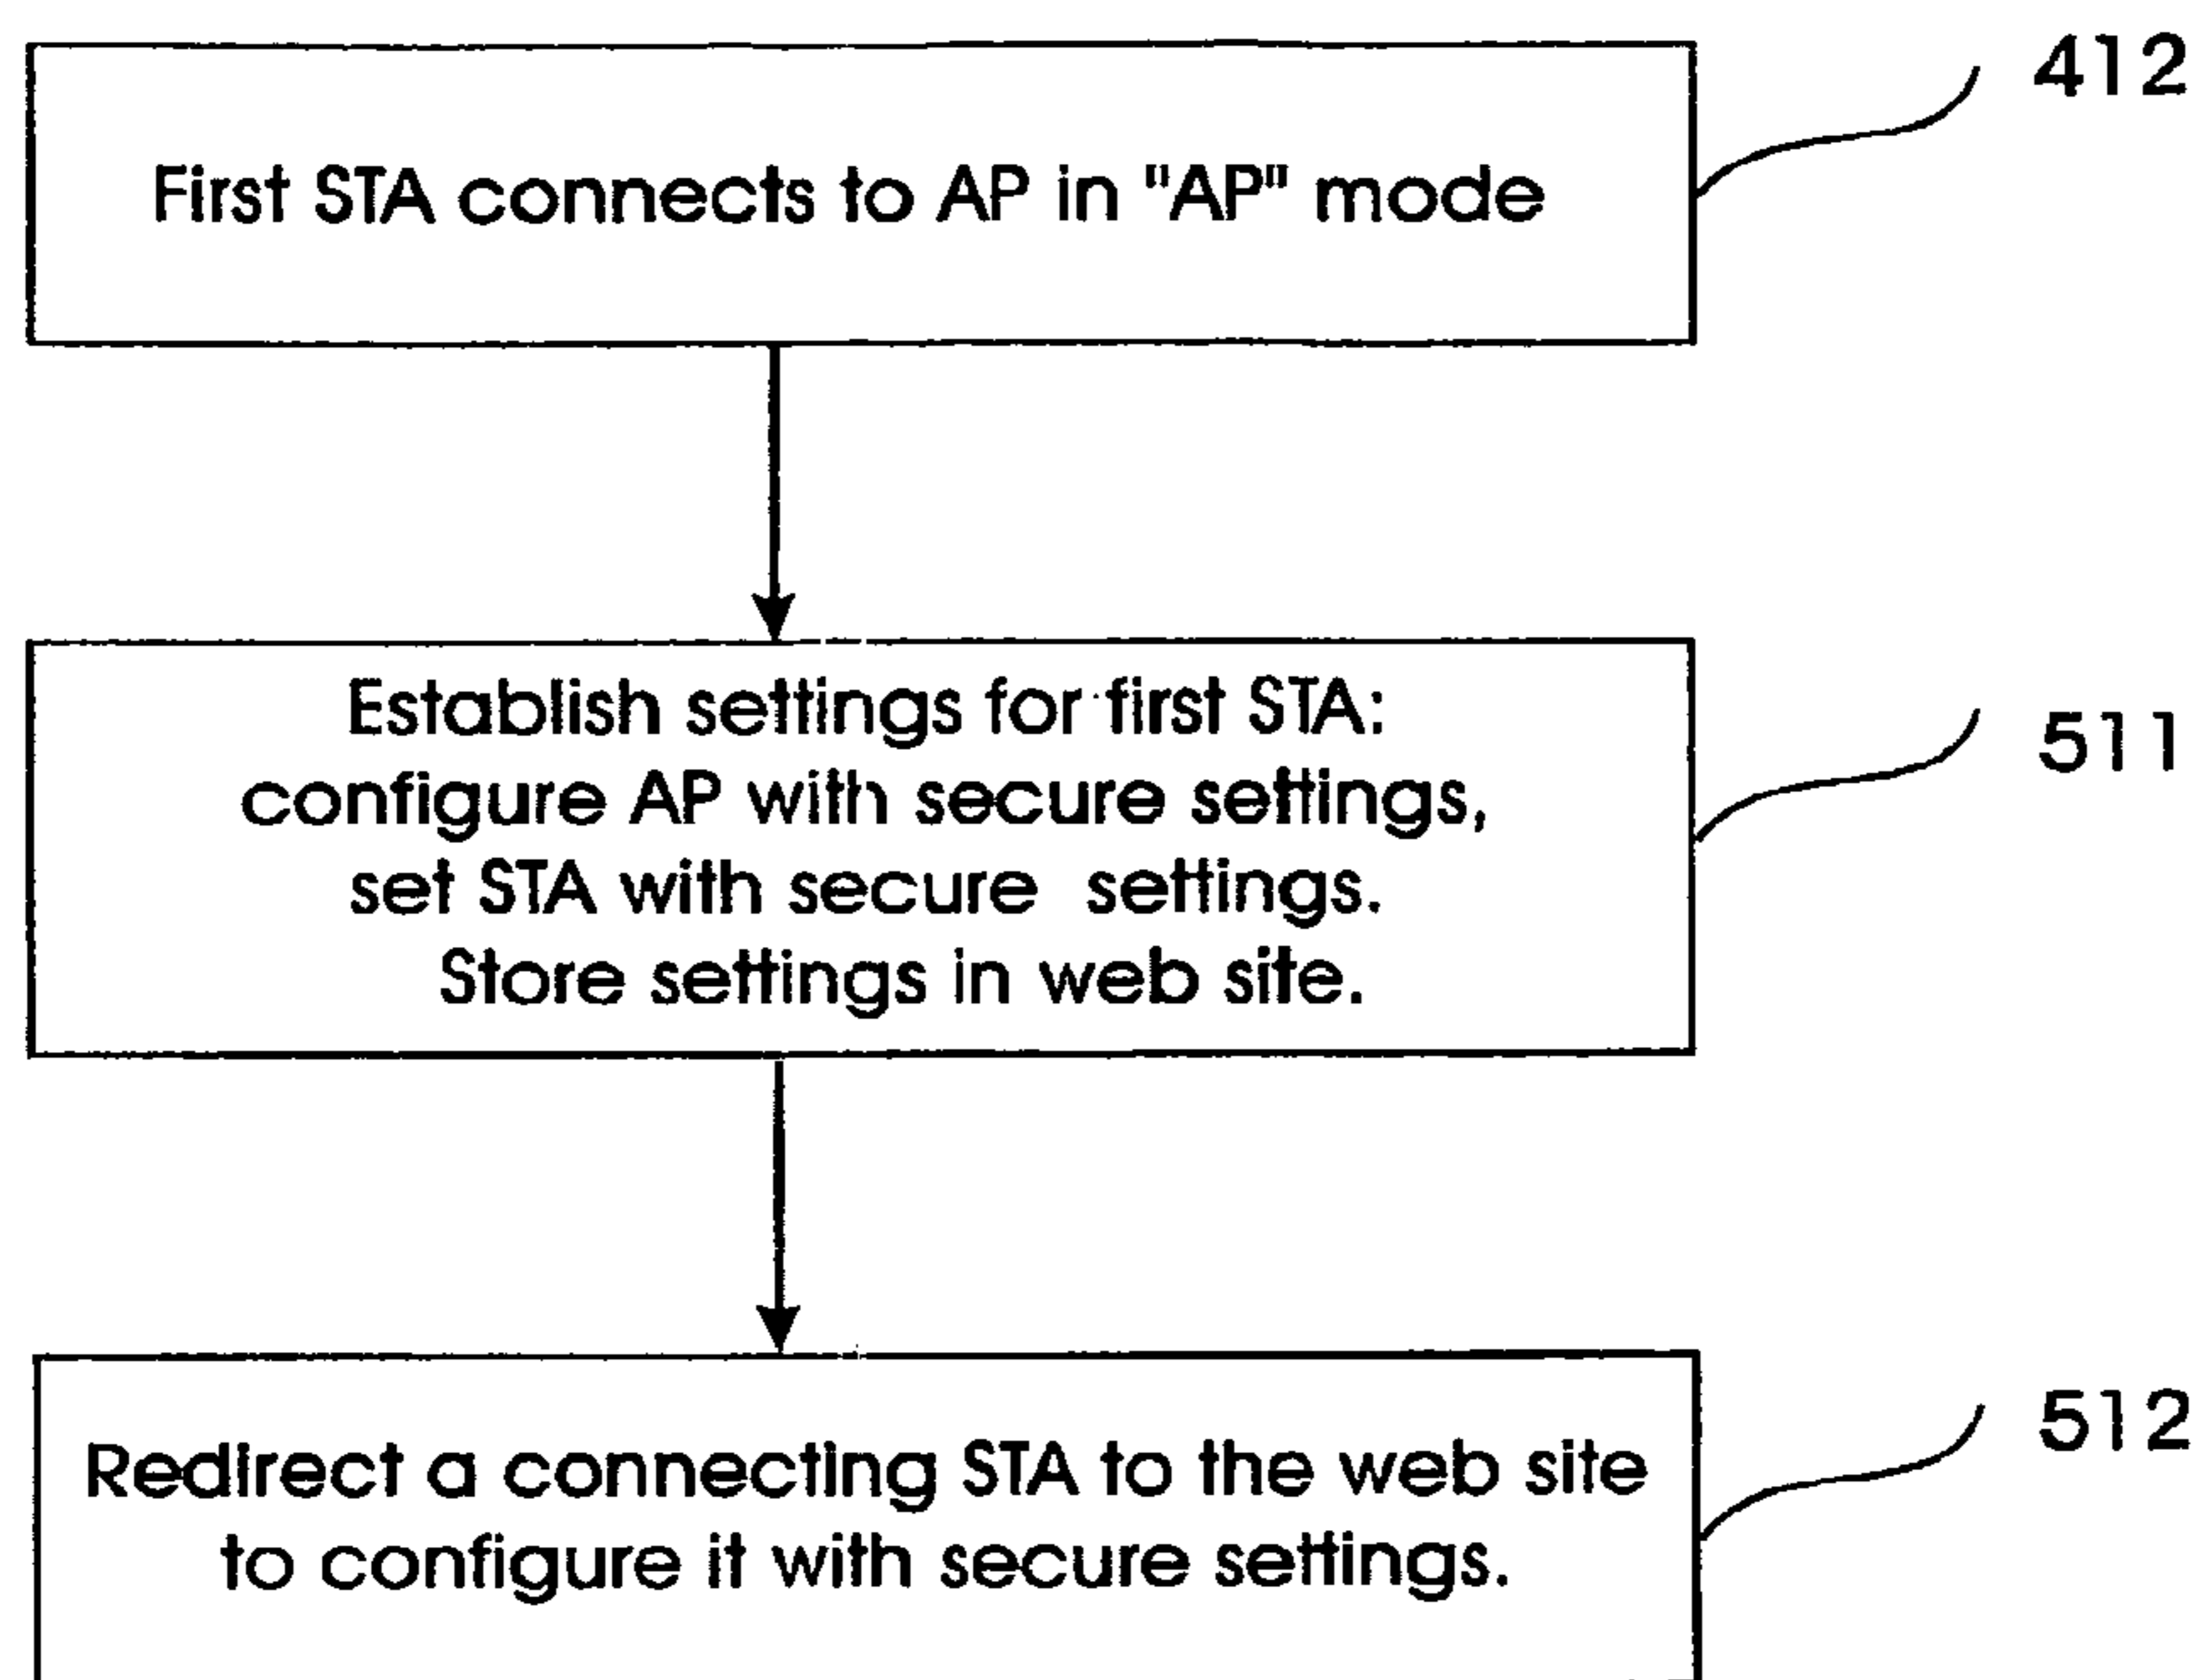 412
First STA connects to AP in "AP" mode
Establish settings for first STA:
511
configure AP with secure settings,
set STA with secure settings.
Store settings in web site.
512
Redirect a connecting STA to the web site
to configure it with secure settings.